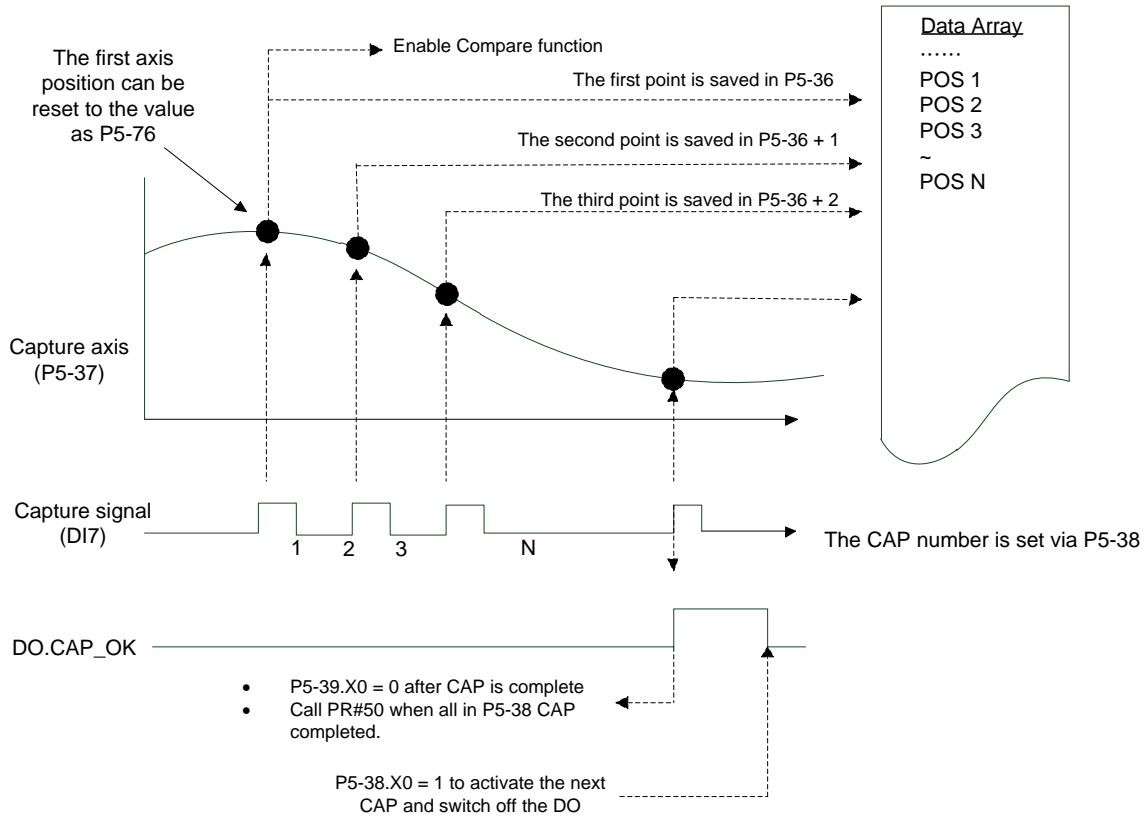 The first axis
position can be
reset to the value
as P5-76
Enable Compare function
The first point is saved in P5-36
The second point is saved in P5-36 + 1
The third point is saved in P5-36 + 2
Data Array
......
POS 1
POS 2
POS 3
~
POS N
Capture axis
(P5-37)
Capture signal
(DI7)
1 2 3 N
The CAP number is set via P5-38
DO.CAP_OK
• P5-39.X0 = 0 after CAP is complete
• Call PR#50 when all in P5-38 CAP
completed.
P5-38.X0 = 1 to activate the next
CAP and switch off the DO